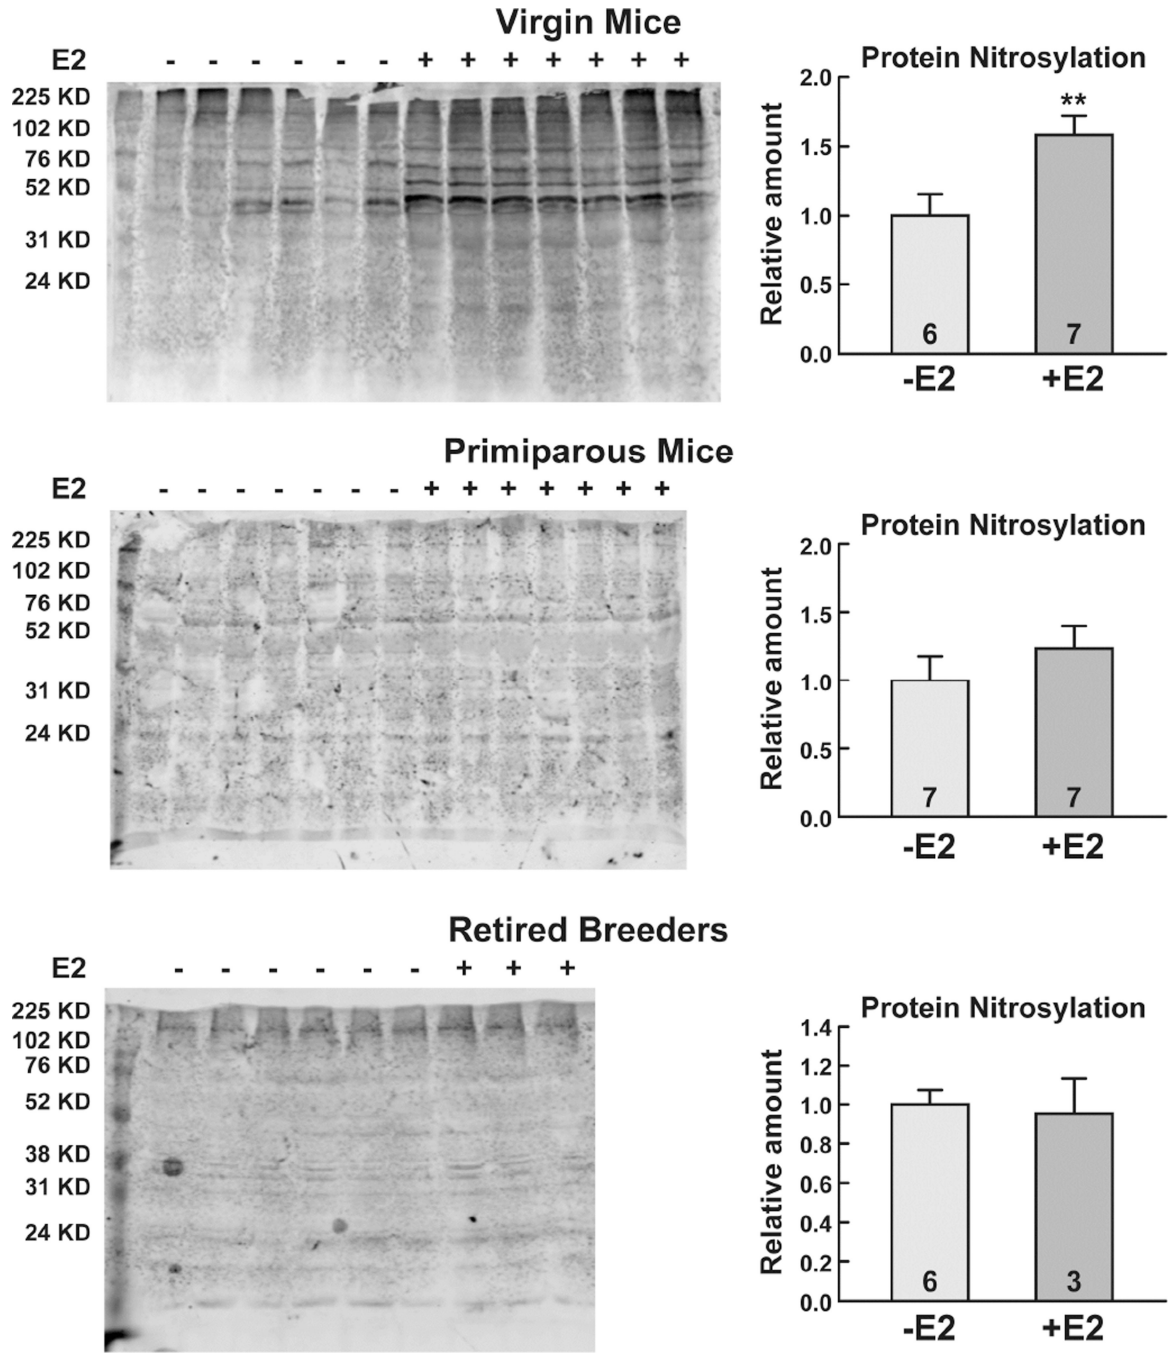 Virgin Mice
E2 - - - - - - + + + + + + +
225 KD
102 KD
76 KD
52 KD
31 KD
24 KD
Protein Nitrosylation
Relative amount
2.0
1.5
1.0
0.5
0.0
**
6 7
-E2 +E2
Primiparous Mice
E2 - - - - - - - + + + + + + +
225 KD
102 KD
76 KD
52 KD
31 KD
24 KD
Protein Nitrosylation
Relative amount
2.0
1.5
1.0
0.5
0.0
7 7
-E2 +E2
Retired Breeders
E2 - - - - - - + + +
225 KD
102 KD
76 KD
52 KD
38 KD
31 KD
24 KD
Protein Nitrosylation
Relative amount
1.4
1.2
1.0
0.8
0.6
0.4
0.2
0.0
6 3
-E2 +E2